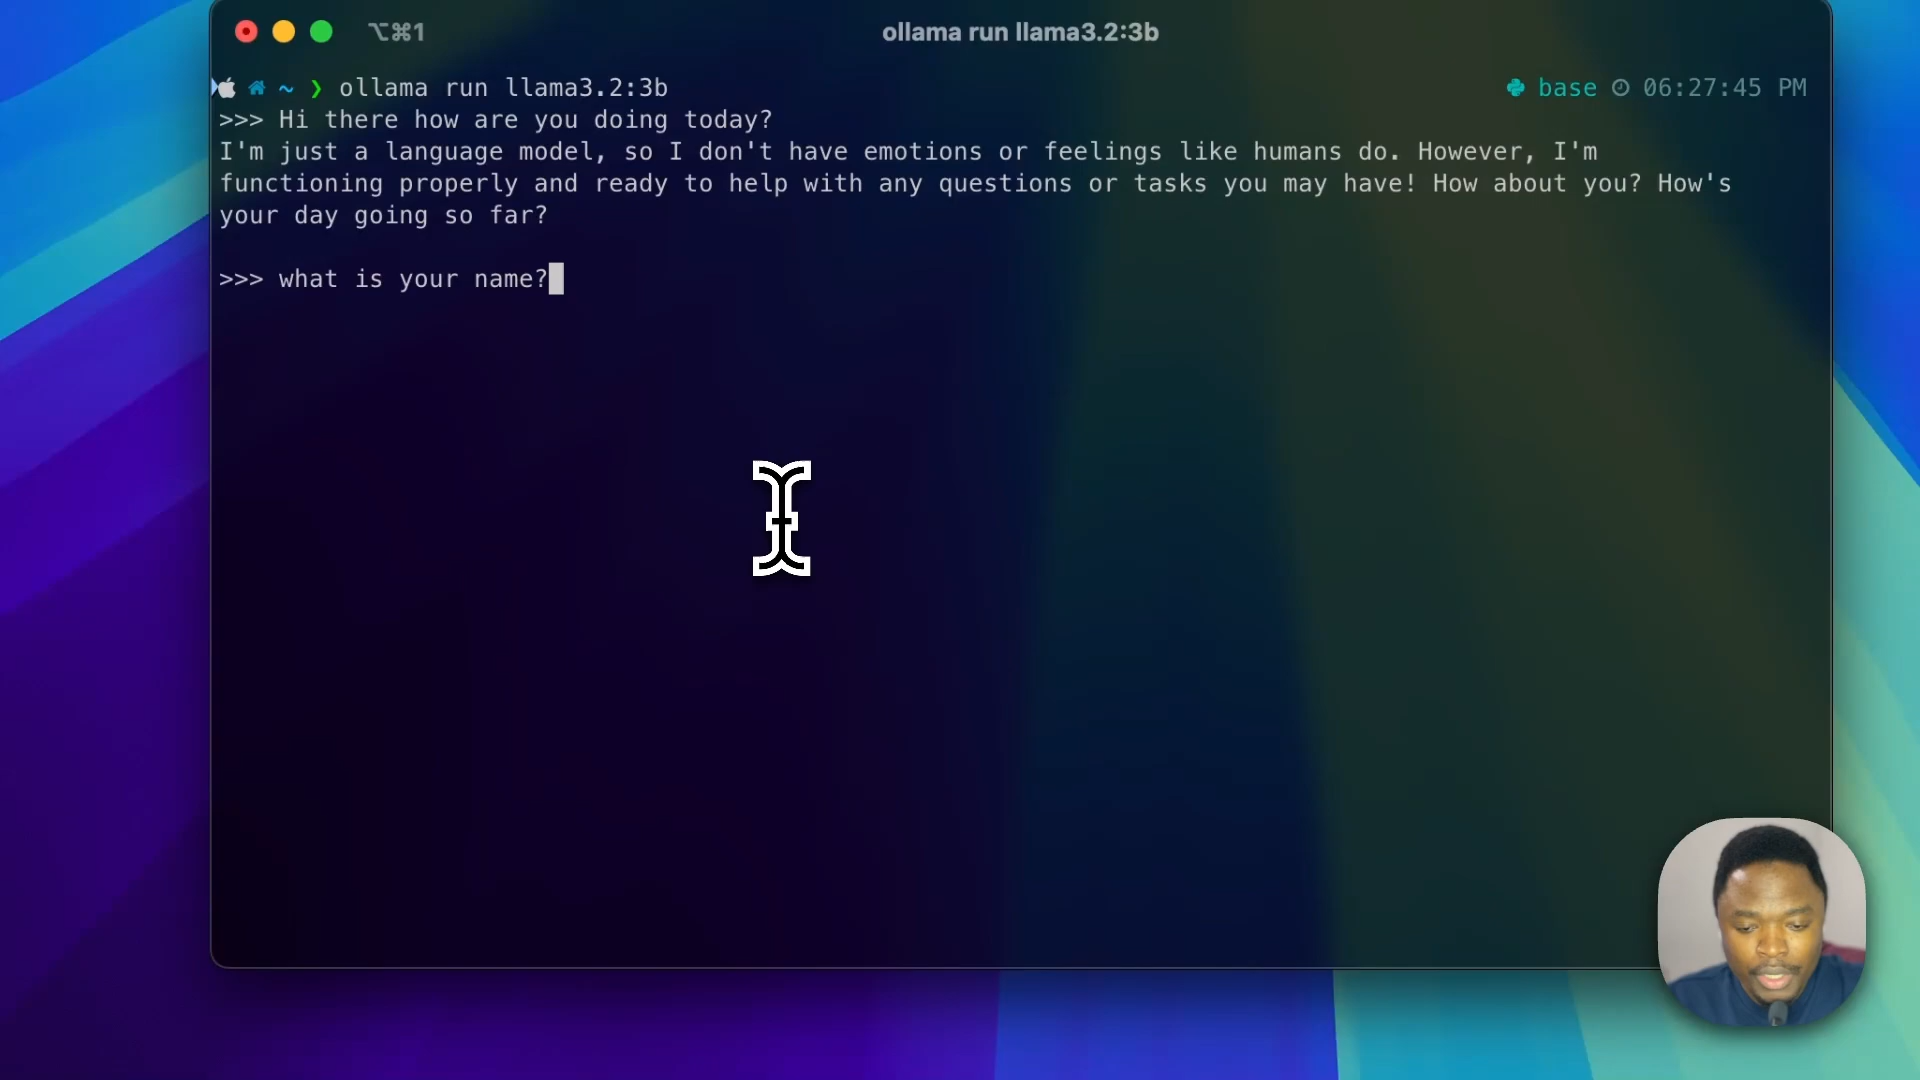 ⌥⌘1
ollama run llama3.2:3b
~ ❯ ollama run llama3.2:3b
base 06:27:45 PM
>>> Hi there how are you doing today?
I'm just a language model, so I don't have emotions or feelings like humans do. However, I'm
functioning properly and ready to help with any questions or tasks you may have! How about you? How's
your day going so far?
>>> what is your name?